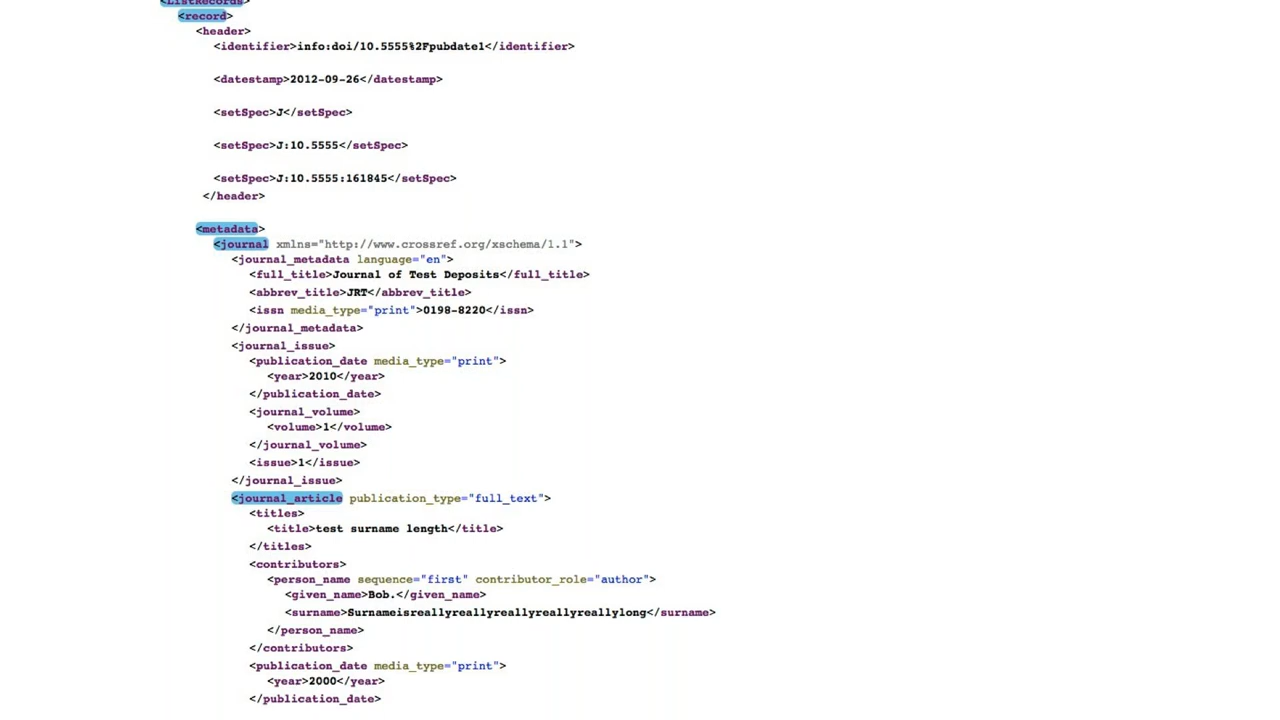 <ListRecords>
<record>
<header>
<identifier>info:doi/10.5555%2Fpubdate1</identifier>
<datestamp>2012-09-26</datestamp>
<setSpec>J</setSpec>
<setSpec>J:10.5555</setSpec>
<setSpec>J:10.5555:161845</setSpec>
</header>
<metadata>
<journal xmlns="http://www.crossref.org/xschema/1.1">
<journal_metadata language="en">
<full_title>Journal of Test Deposits</full_title>
<abbrev_title>JRT</abbrev_title>
<issn media_type="print">0198-8220</issn>
</journal_metadata>
<journal_issue>
<publication_date media_type="print">
<year>2010</year>
</publication_date>
<journal_volume>
<volume>1</volume>
</journal_volume>
<issue>1</issue>
</journal_issue>
<journal_article publication_type="full_text">
<titles>
<title>test surname length</title>
</titles>
<contributors>
<person_name sequence="first" contributor_role="author">
<given_name>Bob.</given_name>
<surname>Surnameisreallyreallyreallyreallylong</surname>
</person_name>
</contributors>
<publication_date media_type="print">
<year>2000</year>
</publication_date>